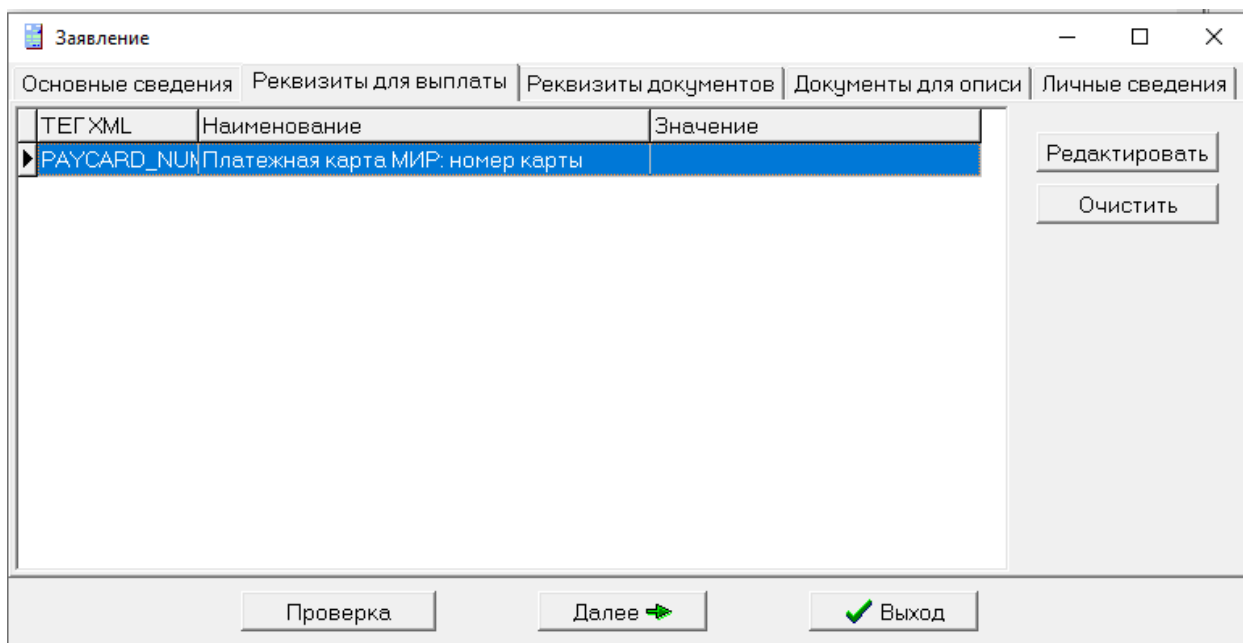 Заявление
Основные сведения Реквизиты для выплаты Реквизиты документов Документы для описи Личные сведения
ТЕГ XML Наименование Значение
PAYCARD_NUM Платежная карта МИР: номер карты
Редактировать
Очистить
Проверка Далее Выход